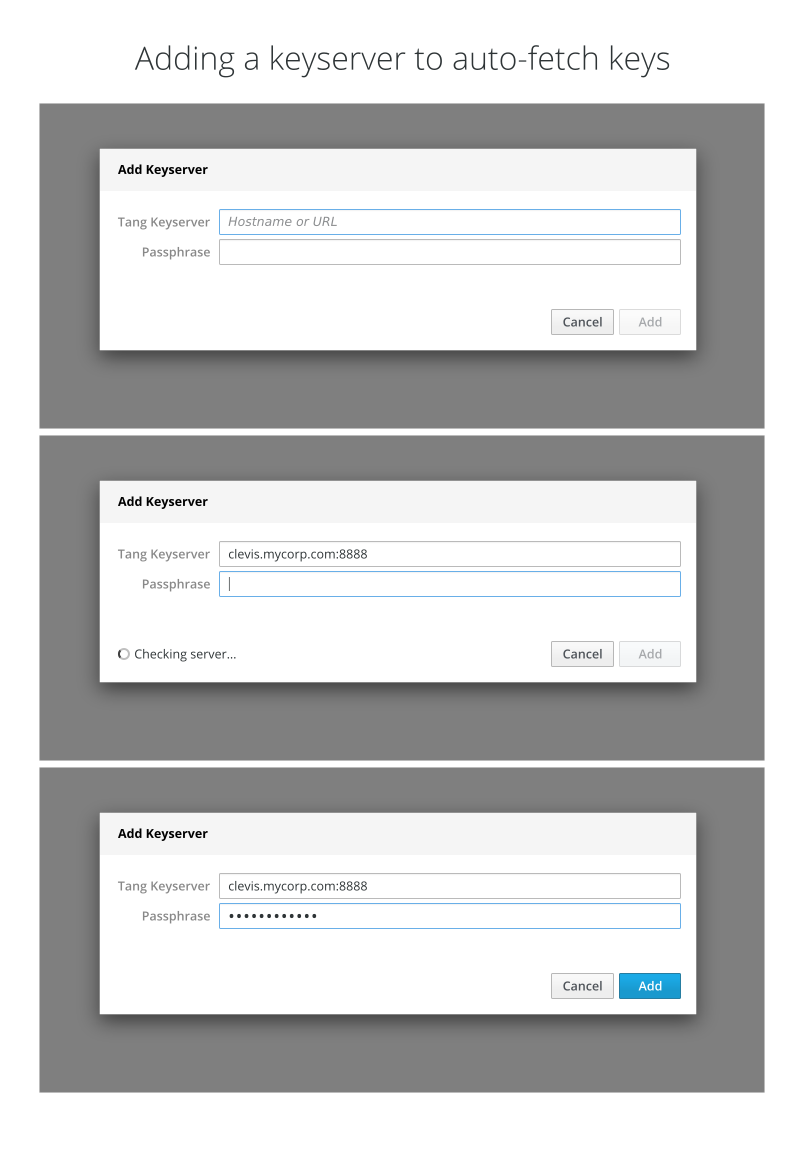 Adding a keyserver to auto-fetch keys
Add Keyserver
Tang Keyserver Hostname or URL
Passphrase
Cancel Add
Add Keyserver
Tang Keyserver clevis.mycorp.com:8888
Passphrase
Checking server... Cancel Add
Add Keyserver
Tang Keyserver clevis.mycorp.com:8888
Passphrase ••••••••••••
Cancel Add